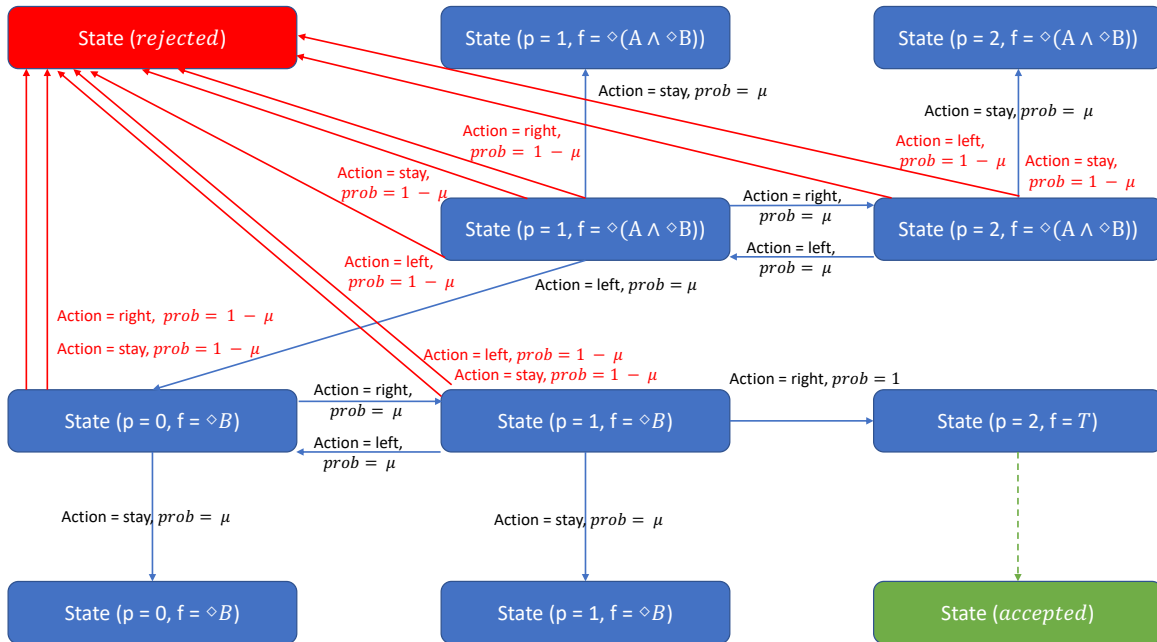 State (rejected)
State (p = 1, f = ⋄(A ∧ ⋄B))
State (p = 2, f = ⋄(A ∧ ⋄B))
Action = stay, prob = μ
Action = stay, prob = μ
Action = right,
prob = 1 − μ
Action = left,
prob = 1 − μ
Action = stay,
prob = 1 − μ
Action = stay,
prob = 1 − μ
State (p = 1, f = ⋄(A ∧ ⋄B))
Action = right,
prob = μ
State (p = 2, f = ⋄(A ∧ ⋄B))
Action = left,
prob = μ
Action = left,
prob = 1 − μ
Action = left, prob = μ
Action = right, prob = 1 − μ
Action = stay, prob = 1 − μ
Action = left, prob = 1 − μ
Action = stay, prob = 1 − μ
Action = right, prob = 1
State (p = 0, f = ⋄B)
Action = right,
prob = μ
State (p = 1, f = ⋄B)
State (p = 2, f = T)
Action = left,
prob = μ
Action = stay, prob = μ
Action = stay, prob = μ
State (p = 0, f = ⋄B)
State (p = 1, f = ⋄B)
State (accepted)